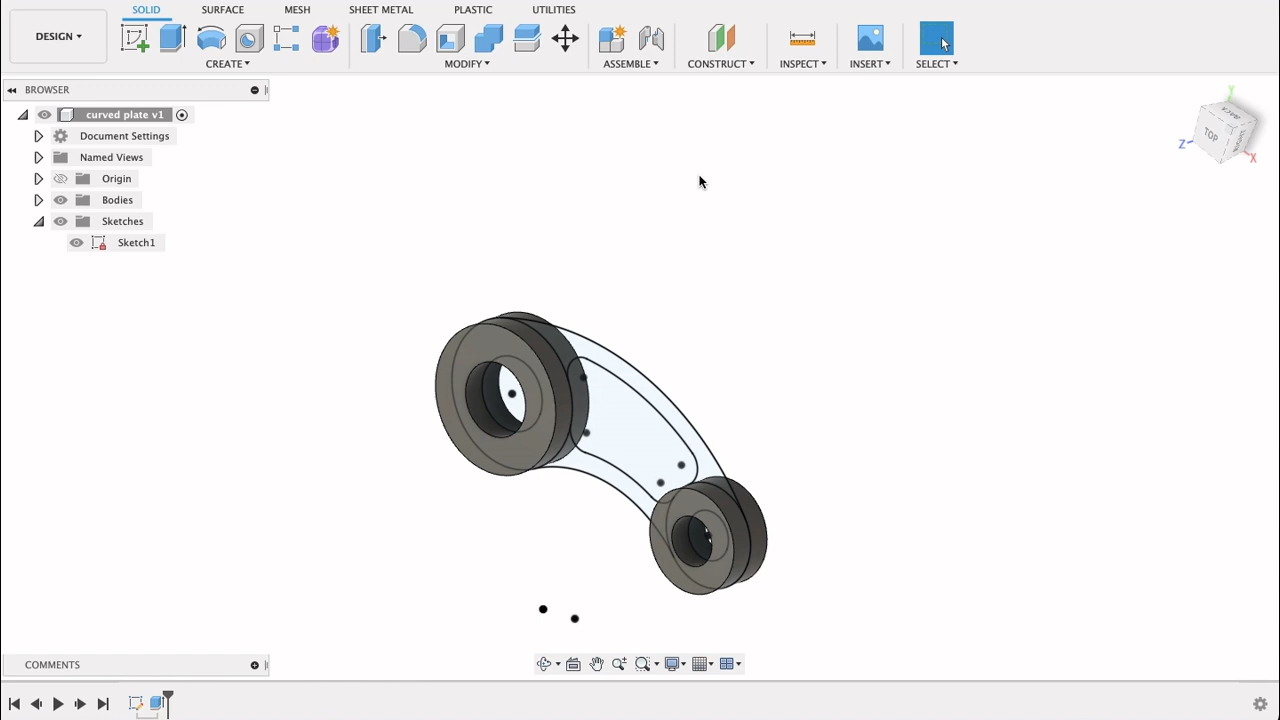 SOLID SURFACE MESH SHEET METAL PLASTIC UTILITIES
DESIGN
CREATE MODIFY ASSEMBLE CONSTRUCT INSPECT INSERT SELECT
BROWSER
curved plate v1
Document Settings
Named Views
Origin
Bodies
Sketches
Sketch1
Y
BACK
TOP
Z
X
COMMENTS